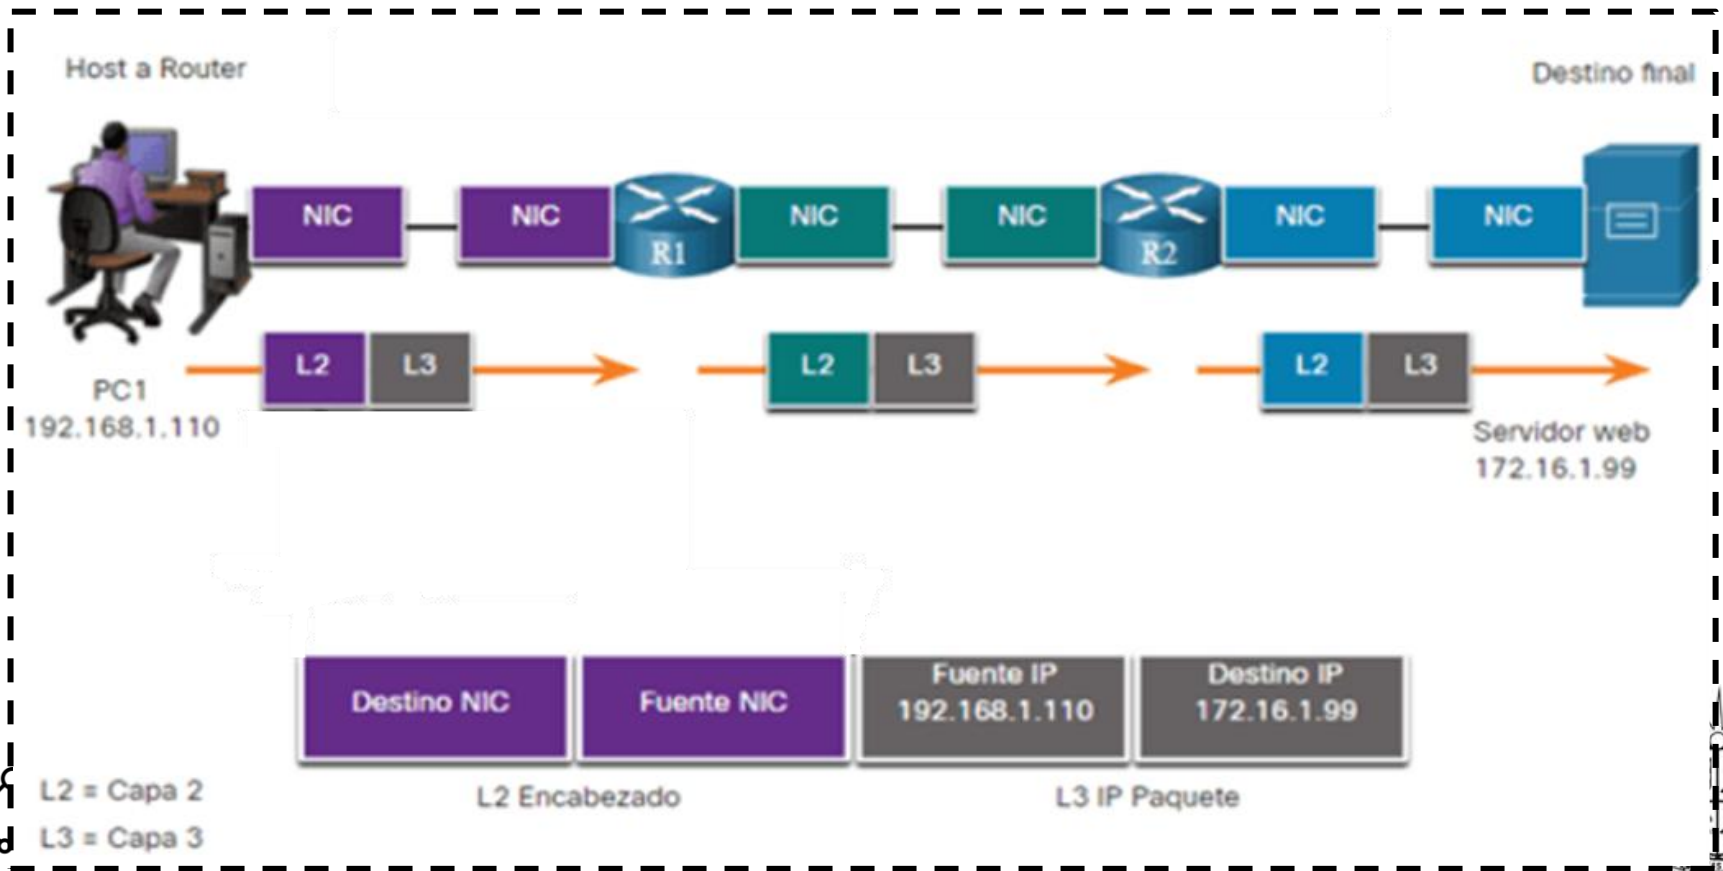 Host a Router
Destino final
NIC
NIC
R1
NIC
NIC
R2
NIC
NIC
L2
L3
L2
L3
L2
L3
PC1
192.168.1.110
Servidor web
172.16.1.99
Destino NIC
Fuente NIC
Fuente IP
192.168.1.110
Destino IP
172.16.1.99
L2 Encabezado
L3 IP Paquete
L2 = Capa 2
L3 = Capa 3